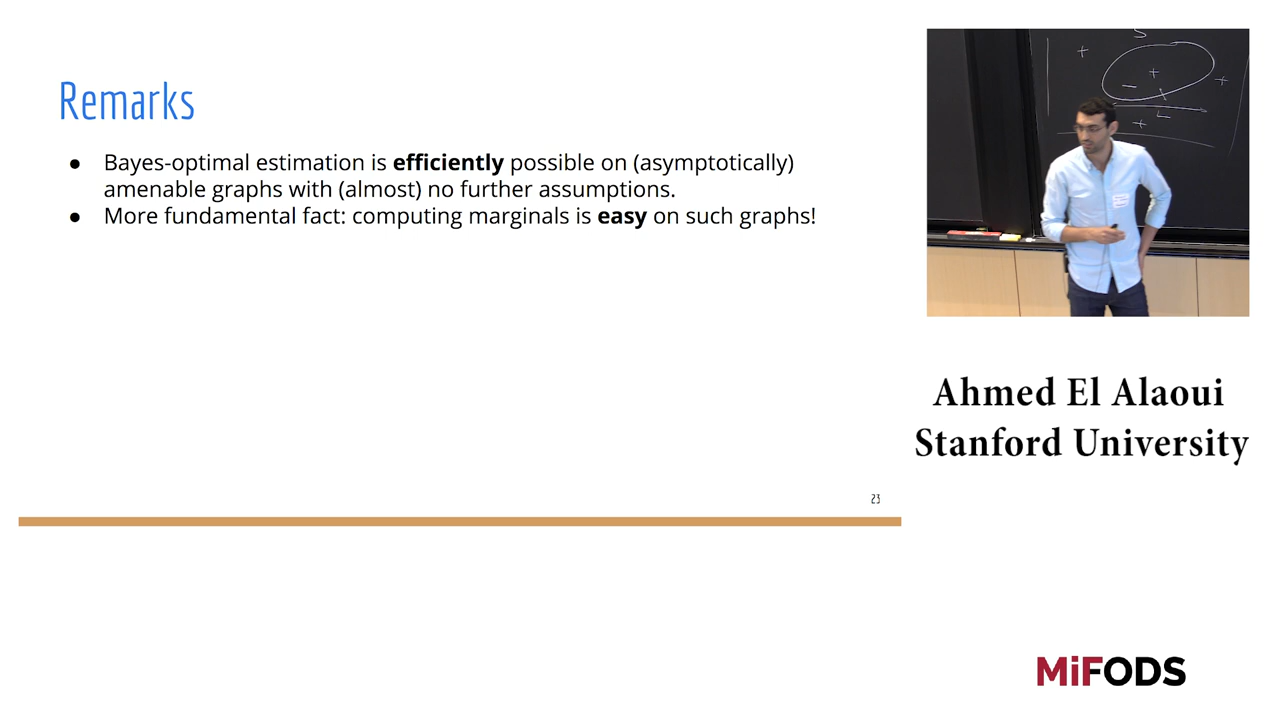 Remarks
● Bayes-optimal estimation is efficiently possible on (asymptotically)
amenable graphs with (almost) no further assumptions.
● More fundamental fact: computing marginals is easy on such graphs!
23
S
+
+
+
−
L
+
Ahmed El Alaoui
Stanford University
MiFODS